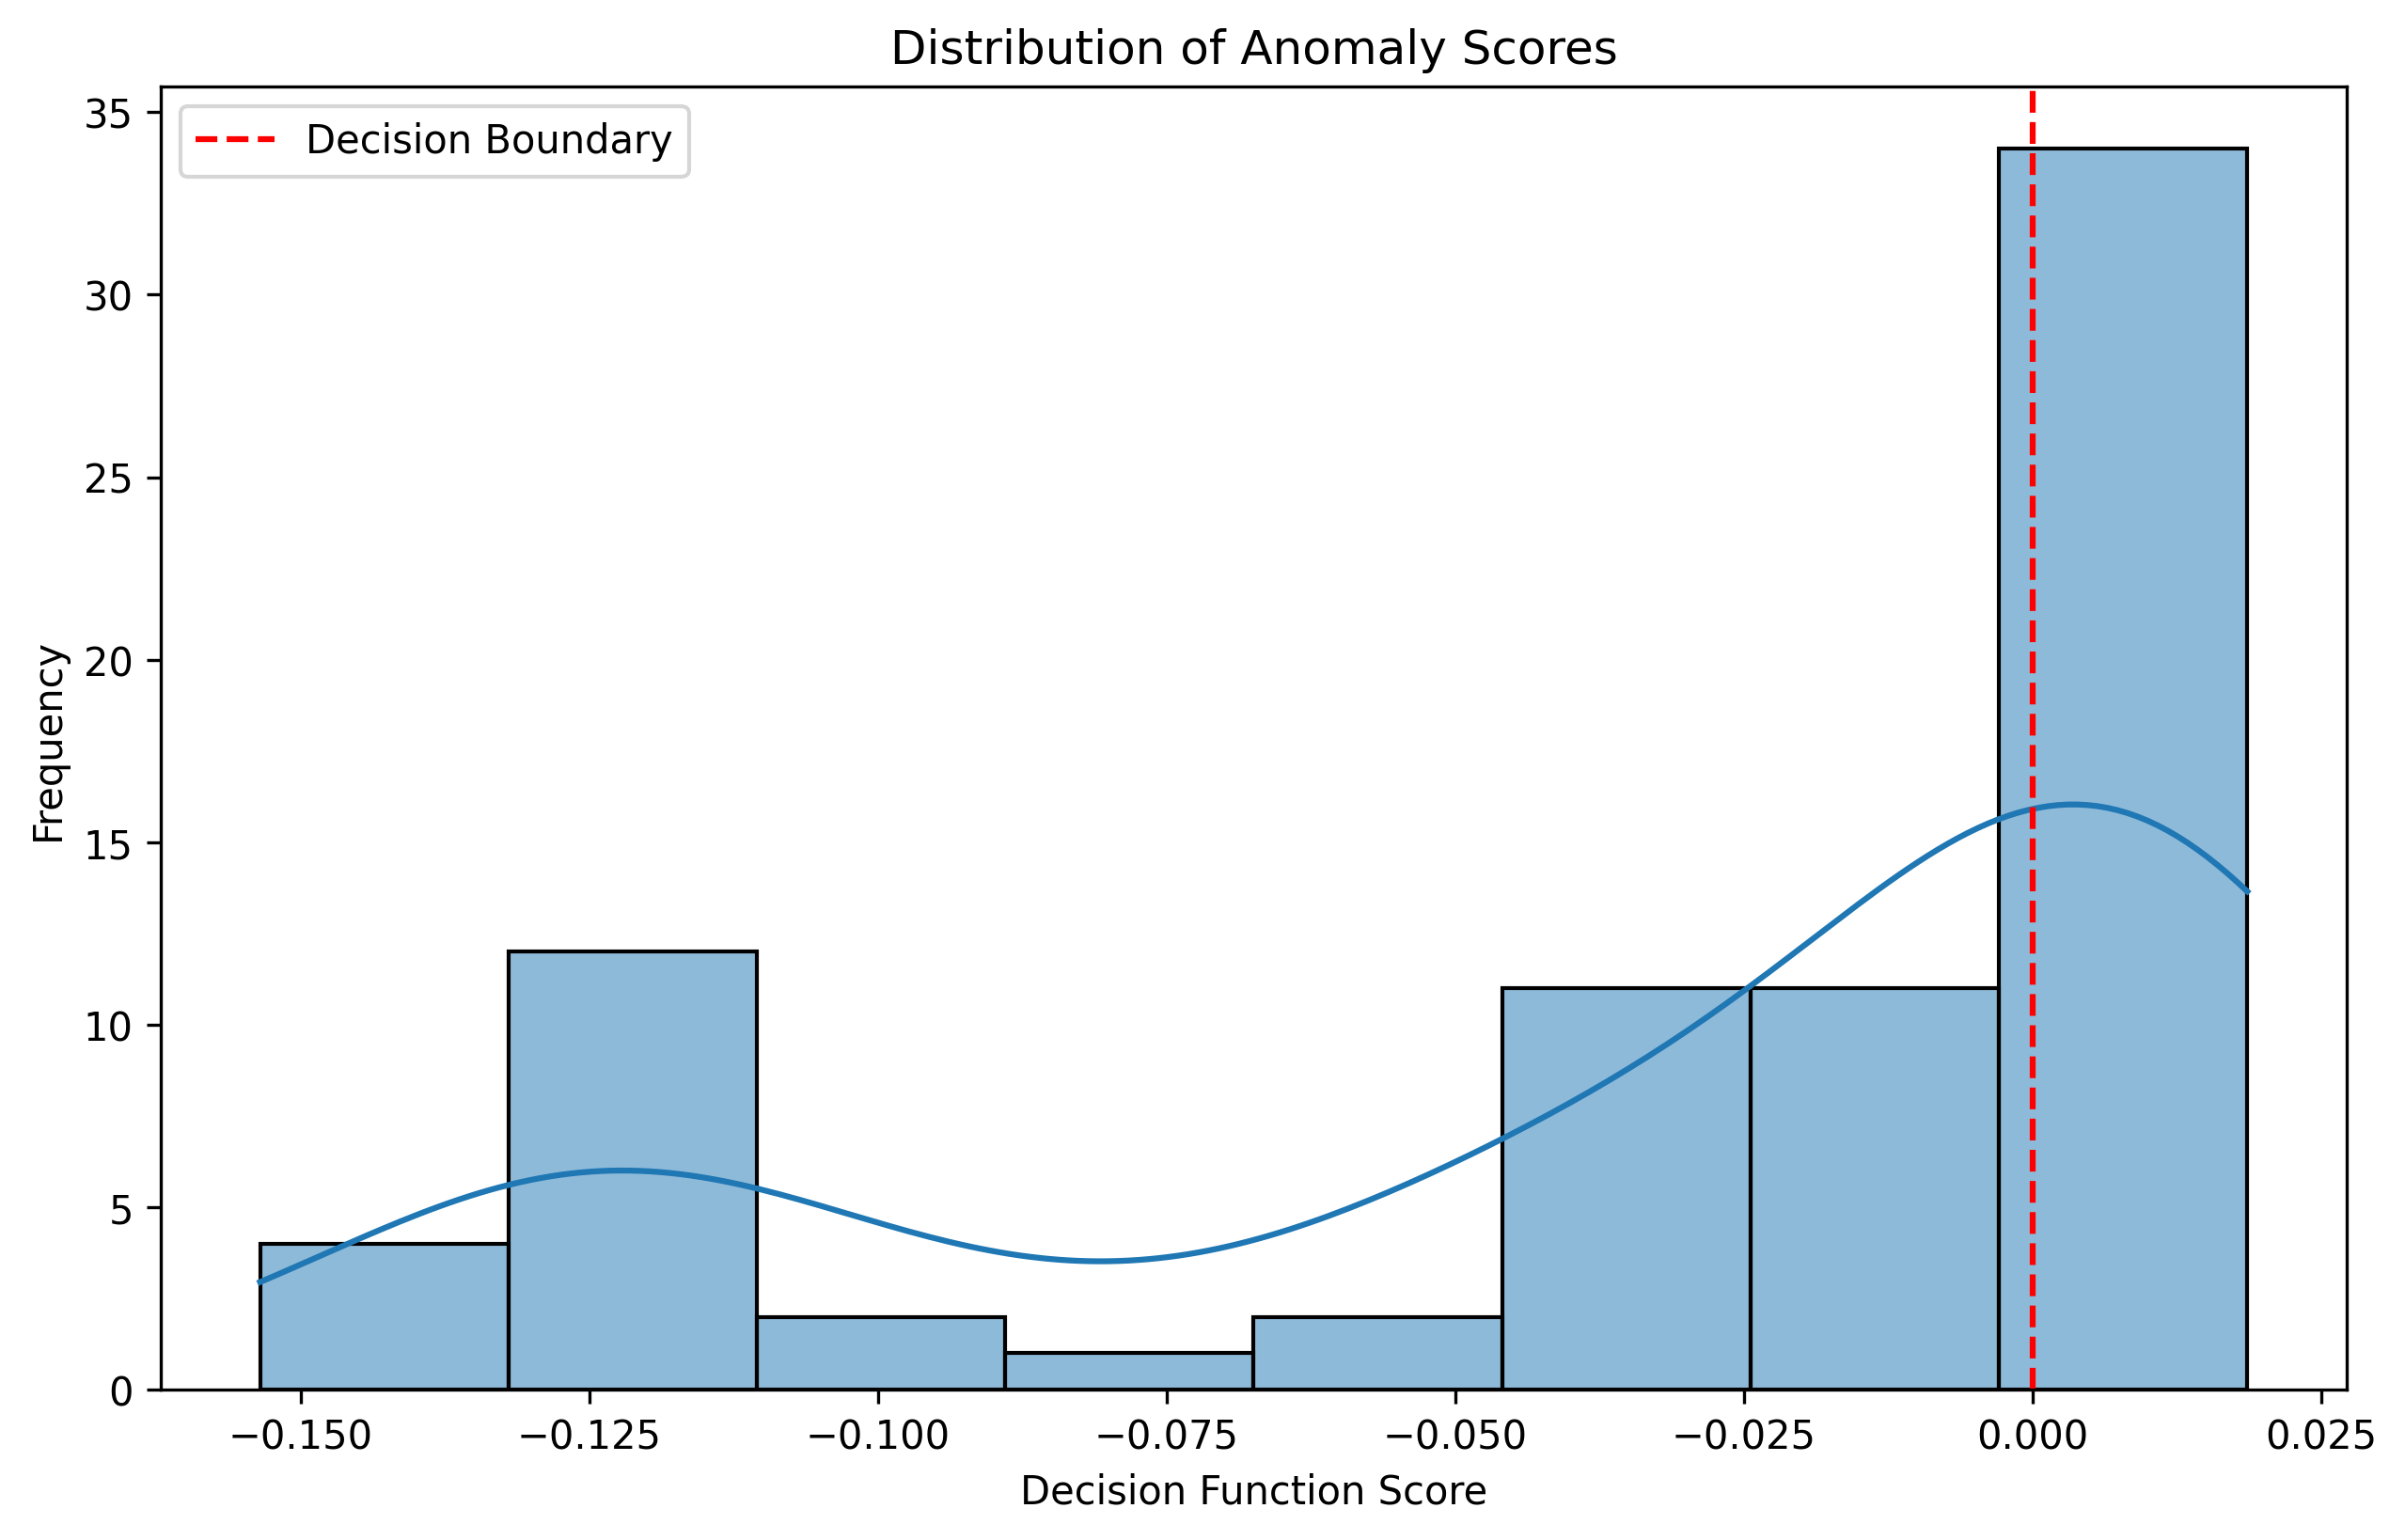 Distribution of Anomaly Scores
Decision Boundary
Frequency
35
30
25
20
15
10
5
0
−0.150 −0.125 −0.100 −0.075 −0.050 −0.025 0.000 0.025
Decision Function Score